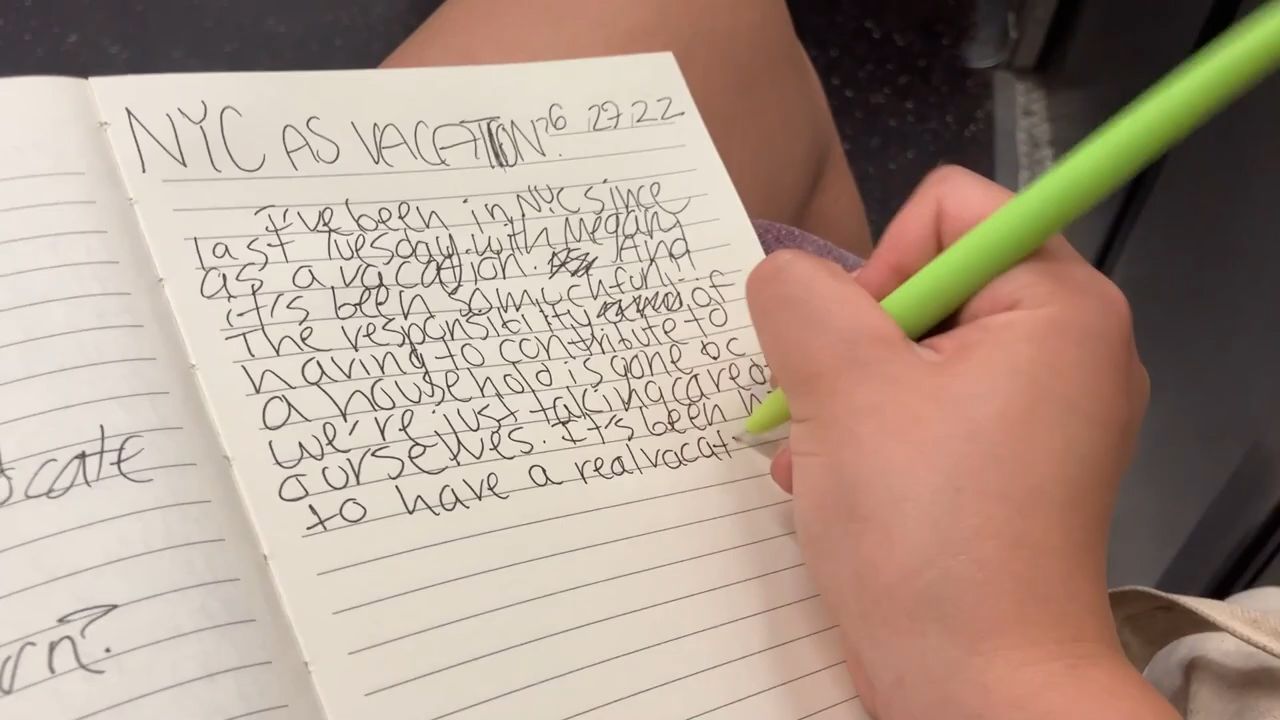 NYC AS VACATION? 6 27.22
I've been in NYC since
last Tuesday with Megan
as a vacation. And
it's been so much fun!
The responsibility of
having to contribute to
a household is gone bc
we're just taking care of
ourselves. It's been
to have a real vacat
ocate
rn?